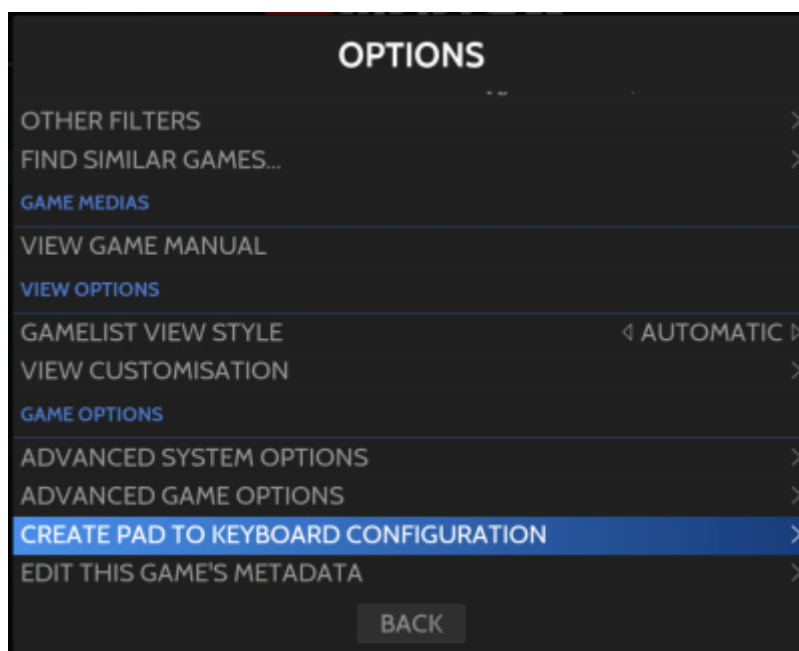 OPTIONS
OTHER FILTERS
FIND SIMILAR GAMES...
GAME MEDIAS
VIEW GAME MANUAL
VIEW OPTIONS
GAMELIST VIEW STYLE AUTOMATIC
VIEW CUSTOMISATION
GAME OPTIONS
ADVANCED SYSTEM OPTIONS
ADVANCED GAME OPTIONS
CREATE PAD TO KEYBOARD CONFIGURATION
EDIT THIS GAME'S METADATA
BACK